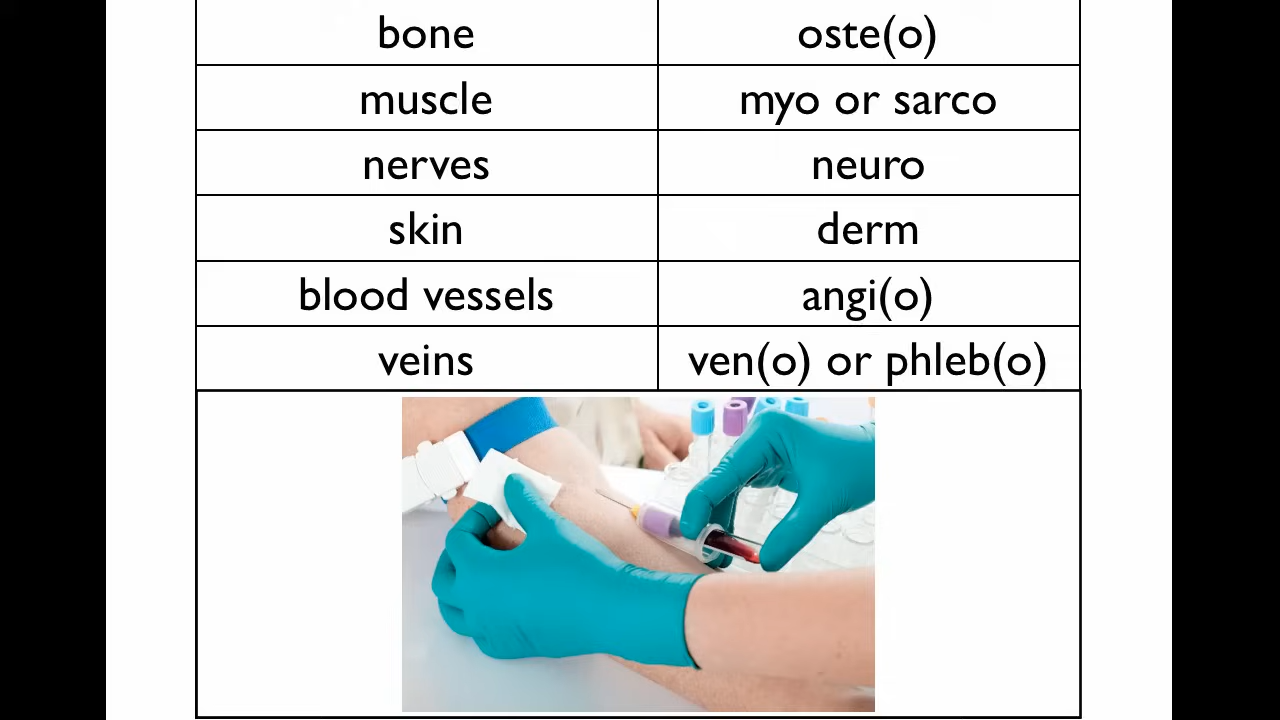 bone oste(o)
muscle myo or sarco
nerves neuro
skin derm
blood vessels angi(o)
veins ven(o) or phleb(o)